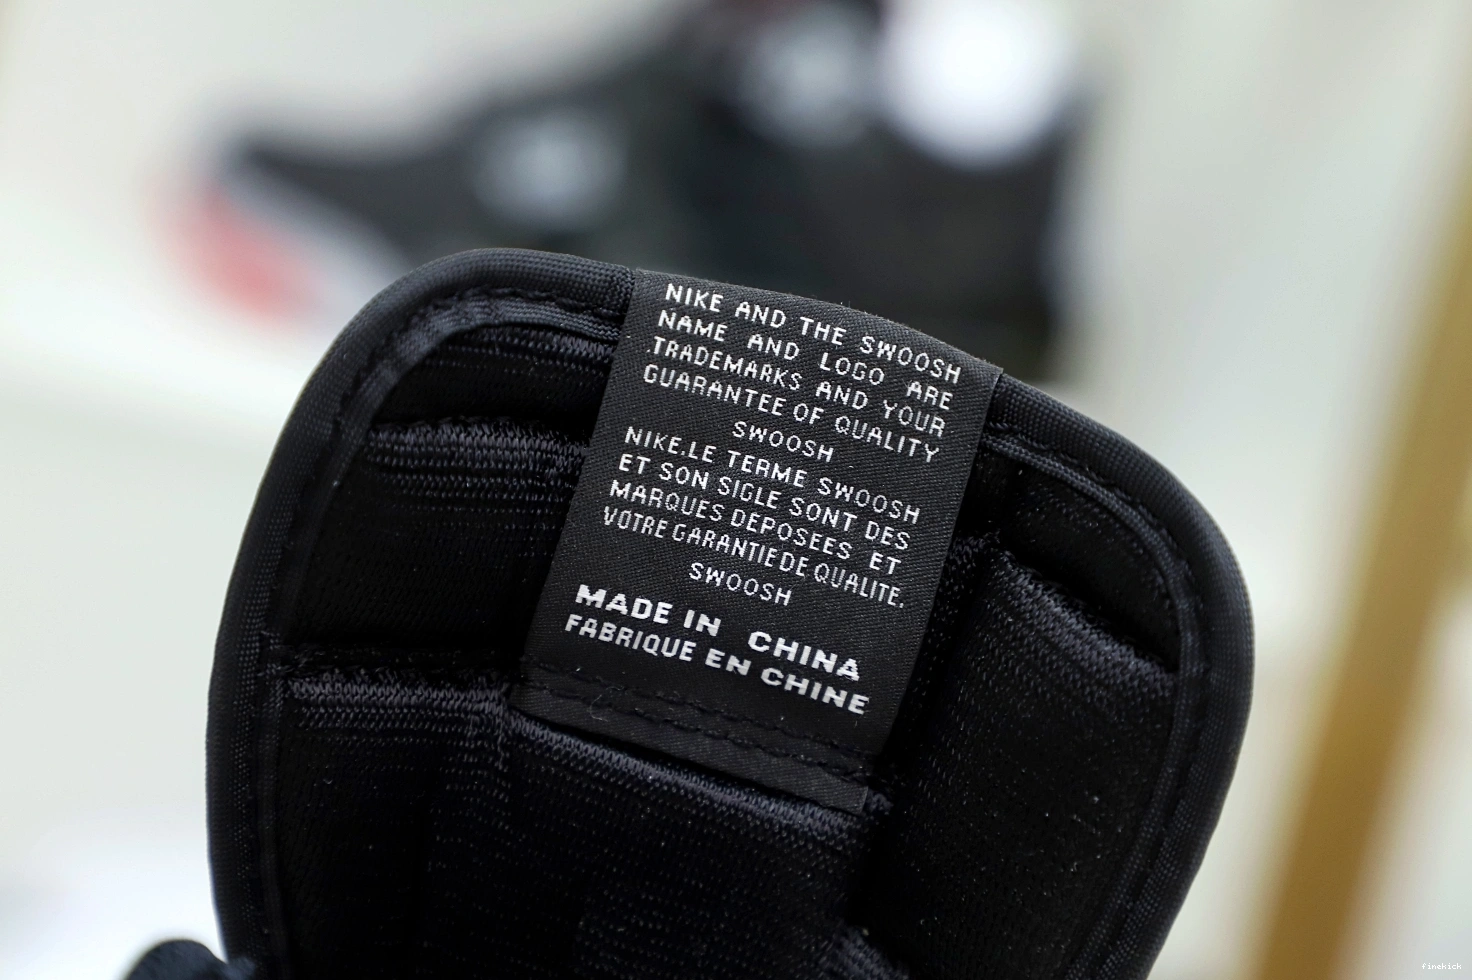 NIKE AND THE SWOOSH
NAME AND LOGO ARE
.TRADEMARKS AND YOUR
GUARANTEE OF QUALITY
SWOOSH
NIKE.LE TERME SWOOSH
ET SON SIGLE SONT DES
MARQUES DEPOSEES ET
VOTRE GARANTIE DE QUALITE.
SWOOSH
MADE IN CHINA
FABRIQUE EN CHINE
finekick